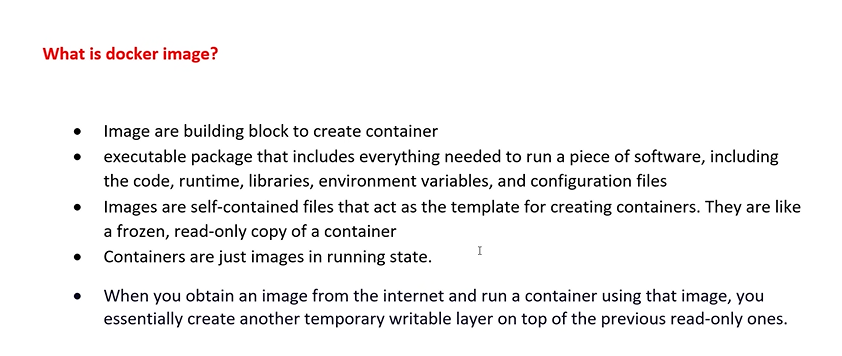 What is docker image?
• Image are building block to create container
• executable package that includes everything needed to run a piece of software, including
the code, runtime, libraries, environment variables, and configuration files
• Images are self-contained files that act as the template for creating containers. They are like
a frozen, read-only copy of a container
• Containers are just images in running state.
• When you obtain an image from the internet and run a container using that image, you
essentially create another temporary writable layer on top of the previous read-only ones.